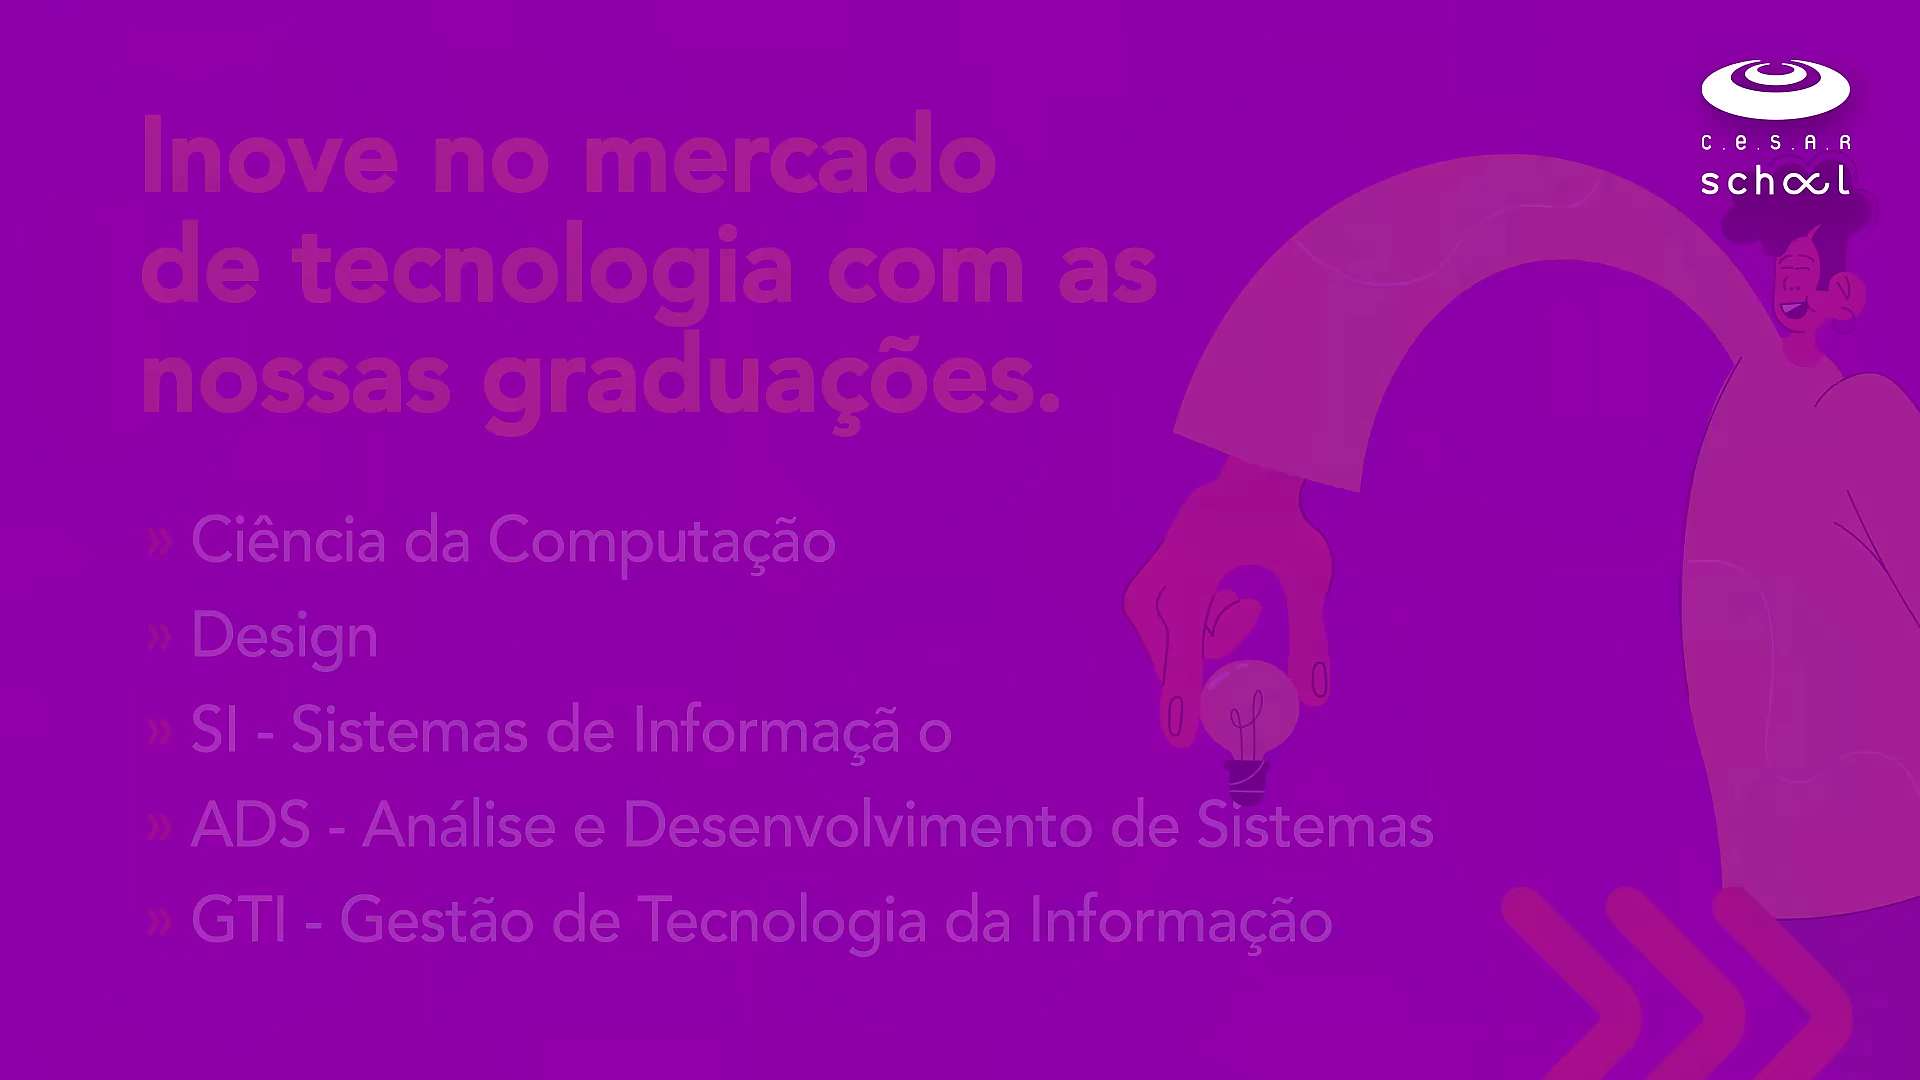 c.e.s.a.r
school
Inove no mercado
de tecnologia com as
nossas graduações.
» Ciência da Computação
» Design
» SI - Sistemas de Informaçã o
» ADS - Análise e Desenvolvimento de Sistemas
» GTI - Gestão de Tecnologia da Informação